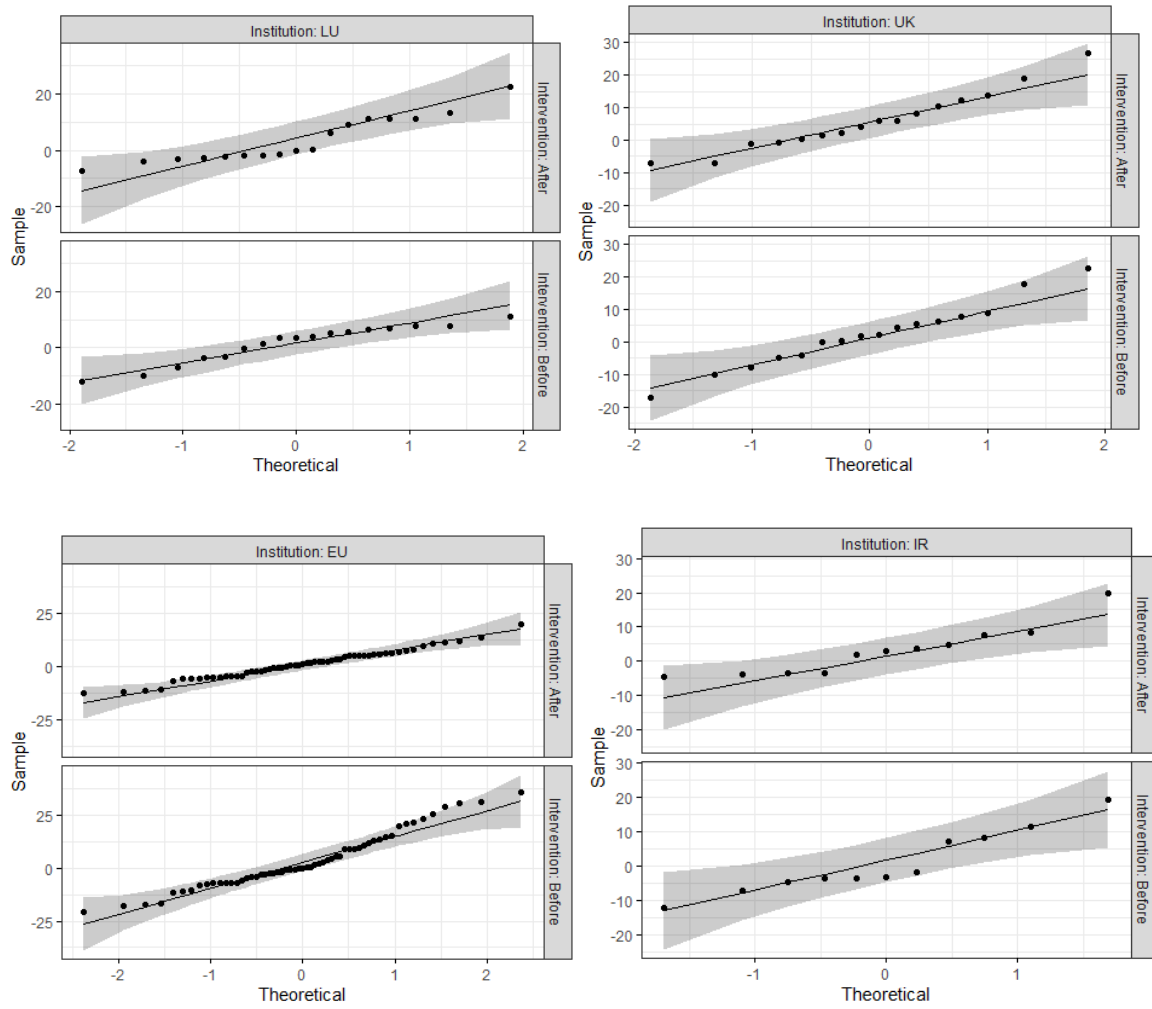 Institution: LU
Sample
20
0
-20
Intervention: After
20
0
-20
Intervention: Before
-2
-1
0
1
2
Theoretical
Institution: UK
Sample
30
20
10
0
-10
-20
Intervention: After
30
20
10
0
-10
-20
Intervention: Before
-2
-1
0
1
2
Theoretical
Institution: EU
Sample
25
0
-25
Intervention: After
25
0
-25
Intervention: Before
-2
-1
0
1
2
Theoretical
Institution: IR
Sample
30
20
10
0
-10
-20
Intervention: After
30
20
10
0
-10
-20
Intervention: Before
-1
0
1
Theoretical